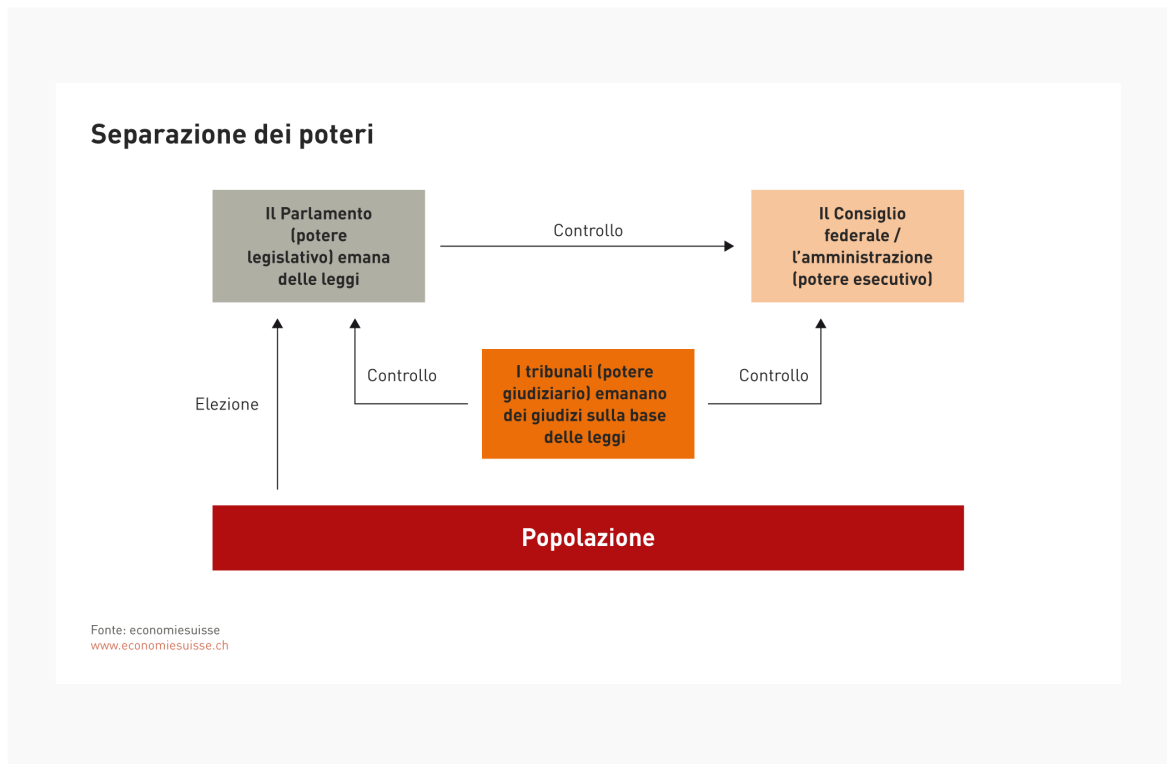 Separazione dei poteri
Il Parlamento
(potere
legislativo) emana
delle leggi
Controllo
Il Consiglio
federale /
l’amministrazione
(potere esecutivo)
Elezione
Controllo
I tribunali (potere
giudiziario) emanano
dei giudizi sulla base
delle leggi
Controllo
Popolazione
Fonte: economiesuisse
www.economiesuisse.ch